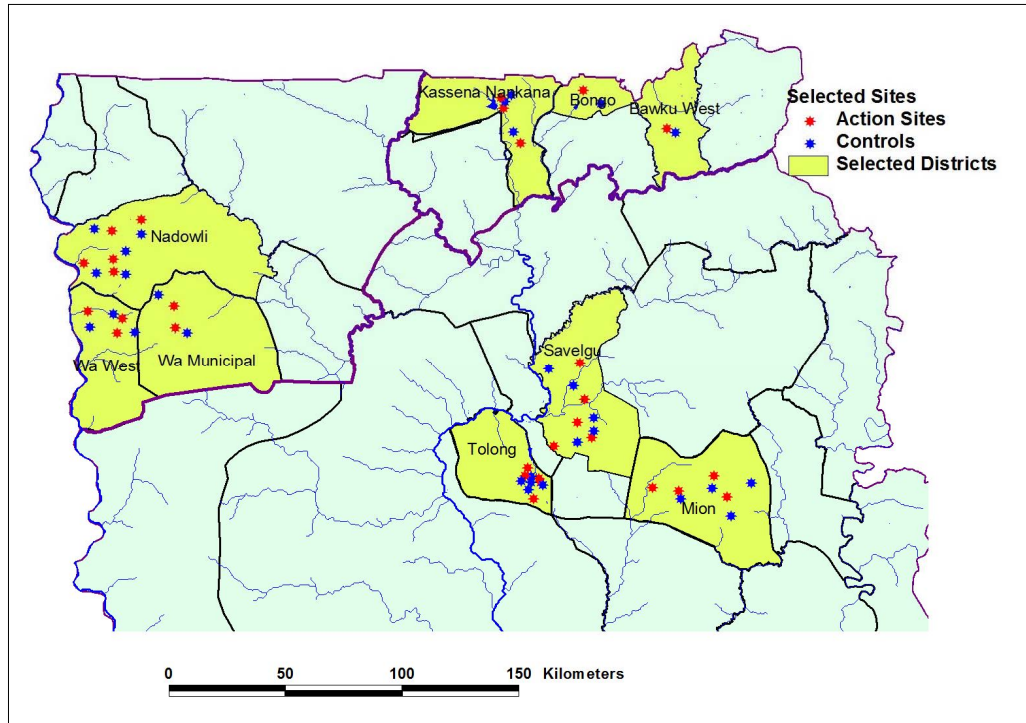 Kassena Nankana
Bongo
Bawku West
Selected Sites
Action Sites
Controls
Selected Districts
Nadowli
Wa West
Wa Municipal
Savelgu
Tolong
Mion
0 50 100 150 Kilometers